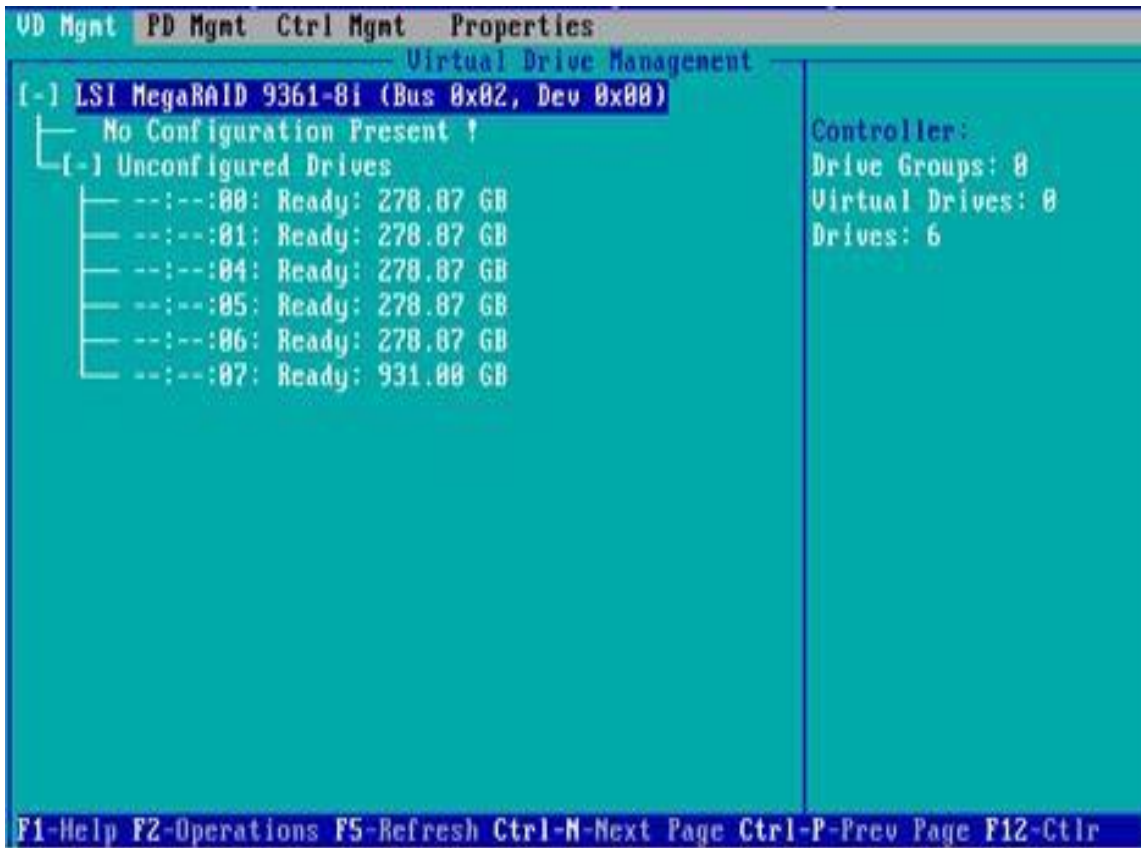 VD Mgmt PD Mgmt Ctrl Mgmt Properties
Virtual Drive Management
[-] LSI MegaRAID 9361-8i (Bus 0x02, Dev 0x00)
No Configuration Present !
[-] Unconfigured Drives
--:--:00: Ready: 278.87 GB
--:--:01: Ready: 278.87 GB
--:--:04: Ready: 278.87 GB
--:--:05: Ready: 278.87 GB
--:--:06: Ready: 278.87 GB
--:--:07: Ready: 931.00 GB
Controller:
Drive Groups: 0
Virtual Drives: 0
Drives: 6
F1-Help F2-Operations F5-Refresh Ctrl-N-Next Page Ctrl-P-Prev Page F12-Ctlr